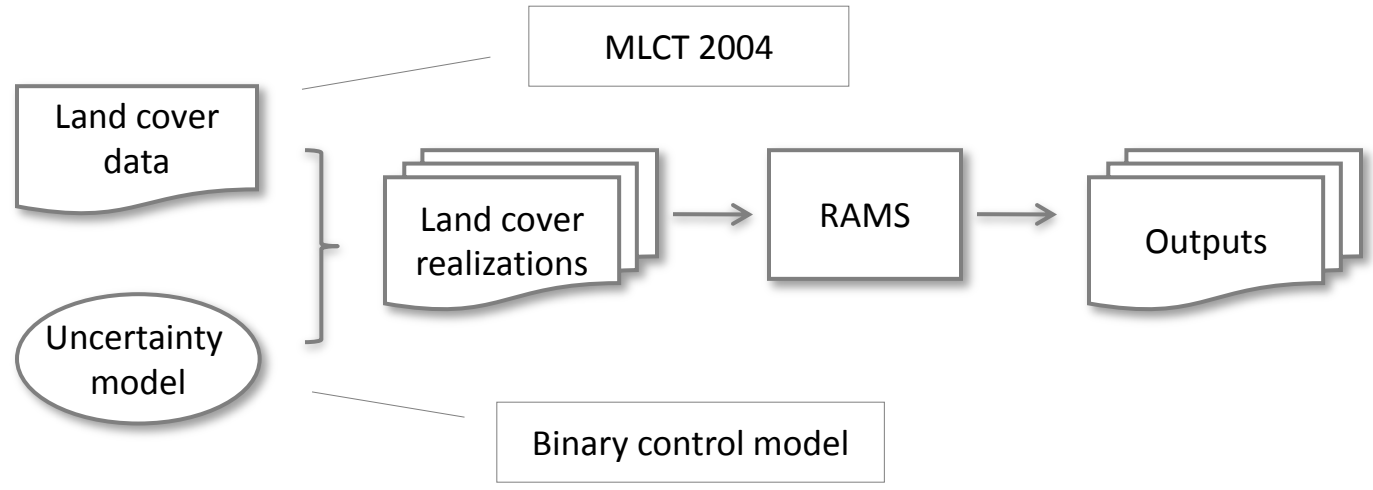 MLCT 2004
Land cover
data
Land cover
realizations
RAMS
Outputs
Uncertainty
model
Binary control model